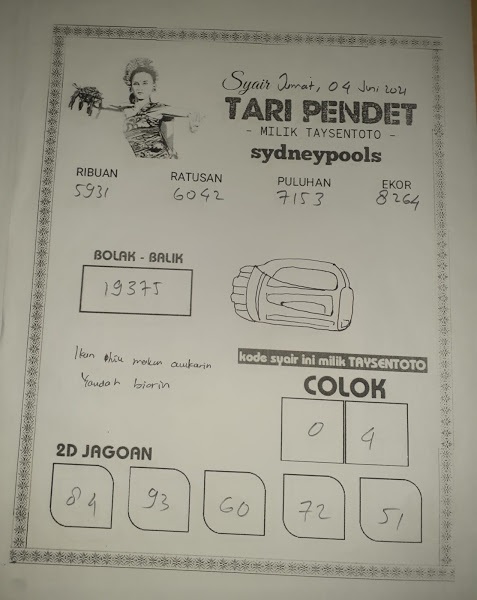 Syair Jumat, 04 Juni 2021
TARI PENDET
- MILIK TAYSENTOTO -
sydneypools
RIBUAN RATUSAN PULUHAN EKOR
5931 6042 7153 8264
BOLAK - BALIK
19375
Ikan hiu makan cumkarin
Yaudah biarin
kode syair ini milik TAYSENTOTO
COLOK
0 4
2D JAGOAN
84 93 60 72 51